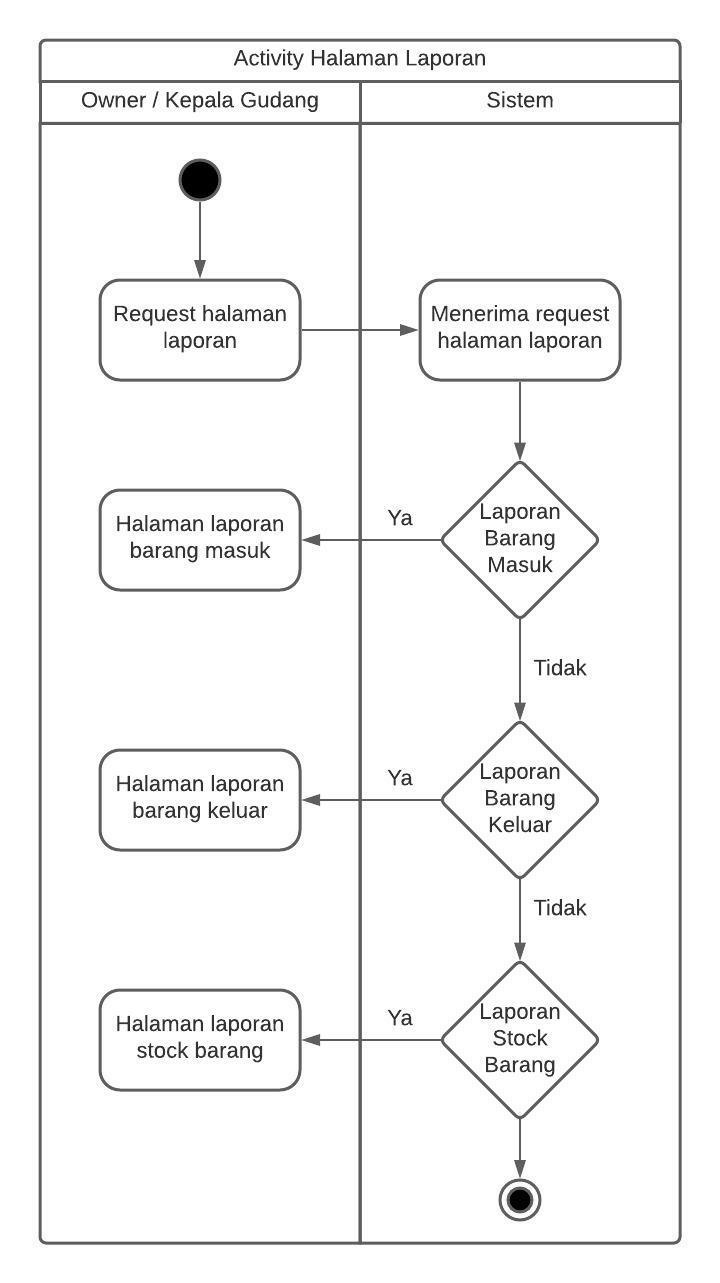 Activity Halaman Laporan
Owner / Kepala Gudang
Sistem
Request halaman
laporan
Menerima request
halaman laporan
Halaman laporan
barang masuk
Ya
Laporan
Barang
Masuk
Tidak
Halaman laporan
barang keluar
Ya
Laporan
Barang
Keluar
Tidak
Halaman laporan
stock barang
Ya
Laporan
Stock
Barang